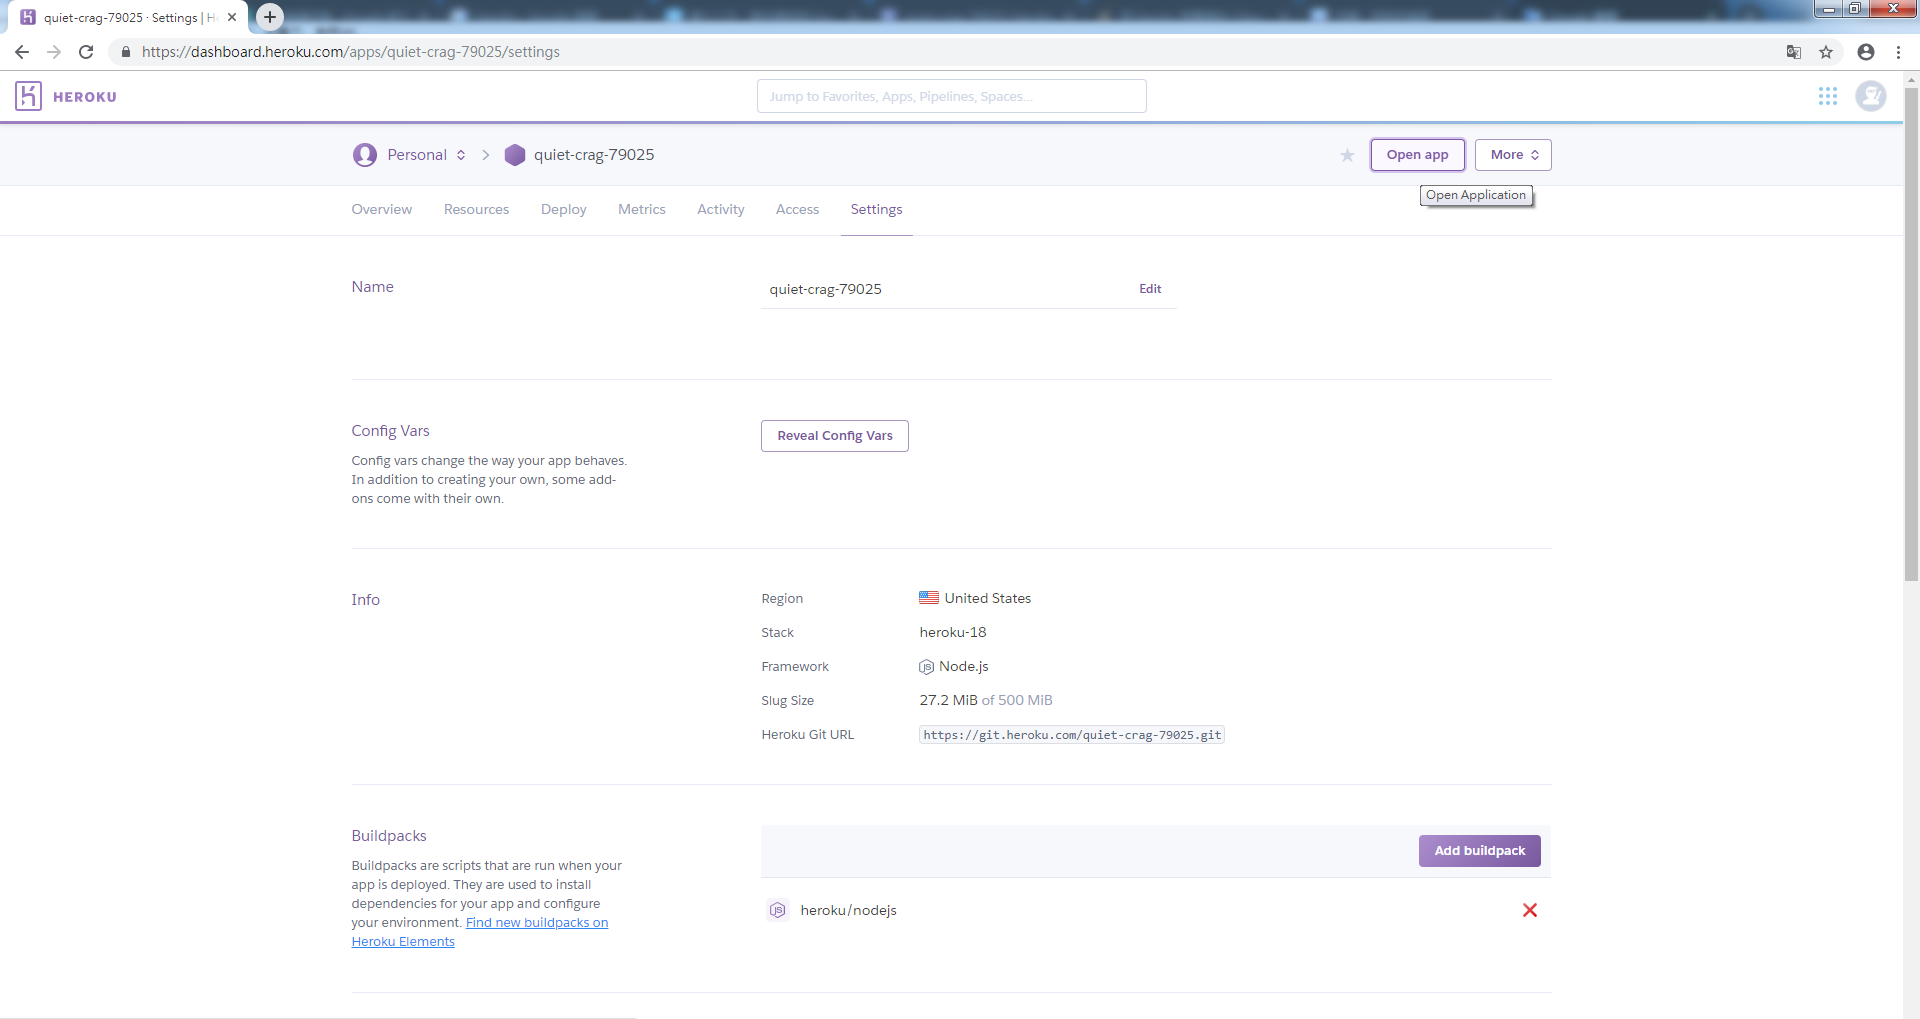 quiet-crag-79025 · Settings | H
https://dashboard.heroku.com/apps/quiet-crag-79025/settings
HEROKU
Jump to Favorites, Apps, Pipelines, Spaces...
Personal
quiet-crag-79025
Open app
More
Open Application
Overview
Resources
Deploy
Metrics
Activity
Access
Settings
Name
quiet-crag-79025
Edit
Config Vars
Config vars change the way your app behaves.
In addition to creating your own, some add-
ons come with their own.
Reveal Config Vars
Info
Region
United States
Stack
heroku-18
Framework
JS Node.js
Slug Size
27.2 MiB of 500 MiB
Heroku Git URL
https://git.heroku.com/quiet-crag-79025.git
Buildpacks
Buildpacks are scripts that are run when your
app is deployed. They are used to install
dependencies for your app and configure
your environment. Find new buildpacks on
Heroku Elements
Add buildpack
JS heroku/nodejs